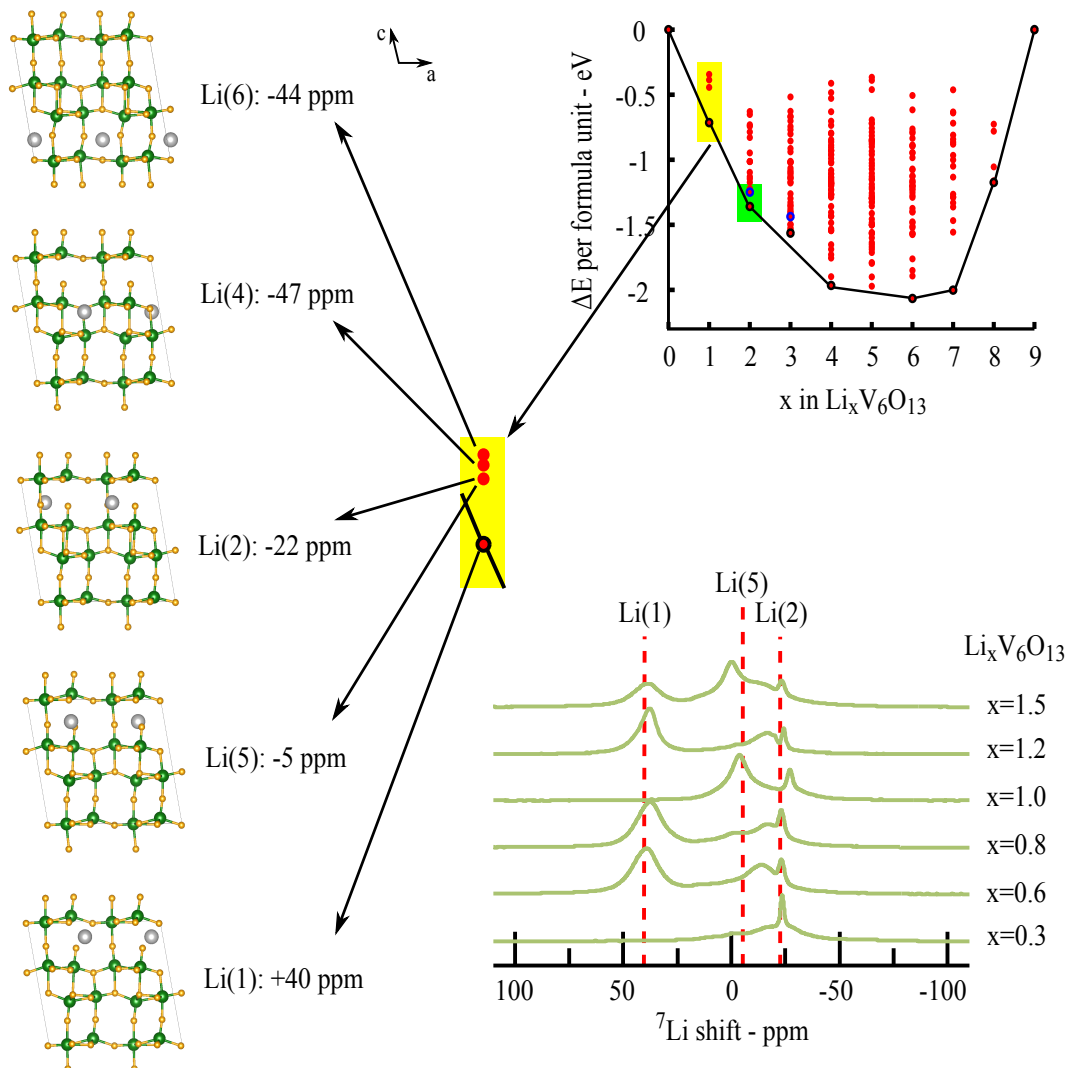 c
a
Li(6): -44 ppm
Li(4): -47 ppm
Li(2): -22 ppm
Li(5): -5 ppm
Li(1): +40 ppm
ΔE per formula unit - eV
0
-0.5
-1
-1.5
-2
0 1 2 3 4 5 6 7 8 9
x in LiₓV₆O₁₃
Li(5)
Li(1) Li(2)
LiₓV₆O₁₃
x=1.5
x=1.2
x=1.0
x=0.8
x=0.6
x=0.3
100 50 0 -50 -100
⁷Li shift - ppm